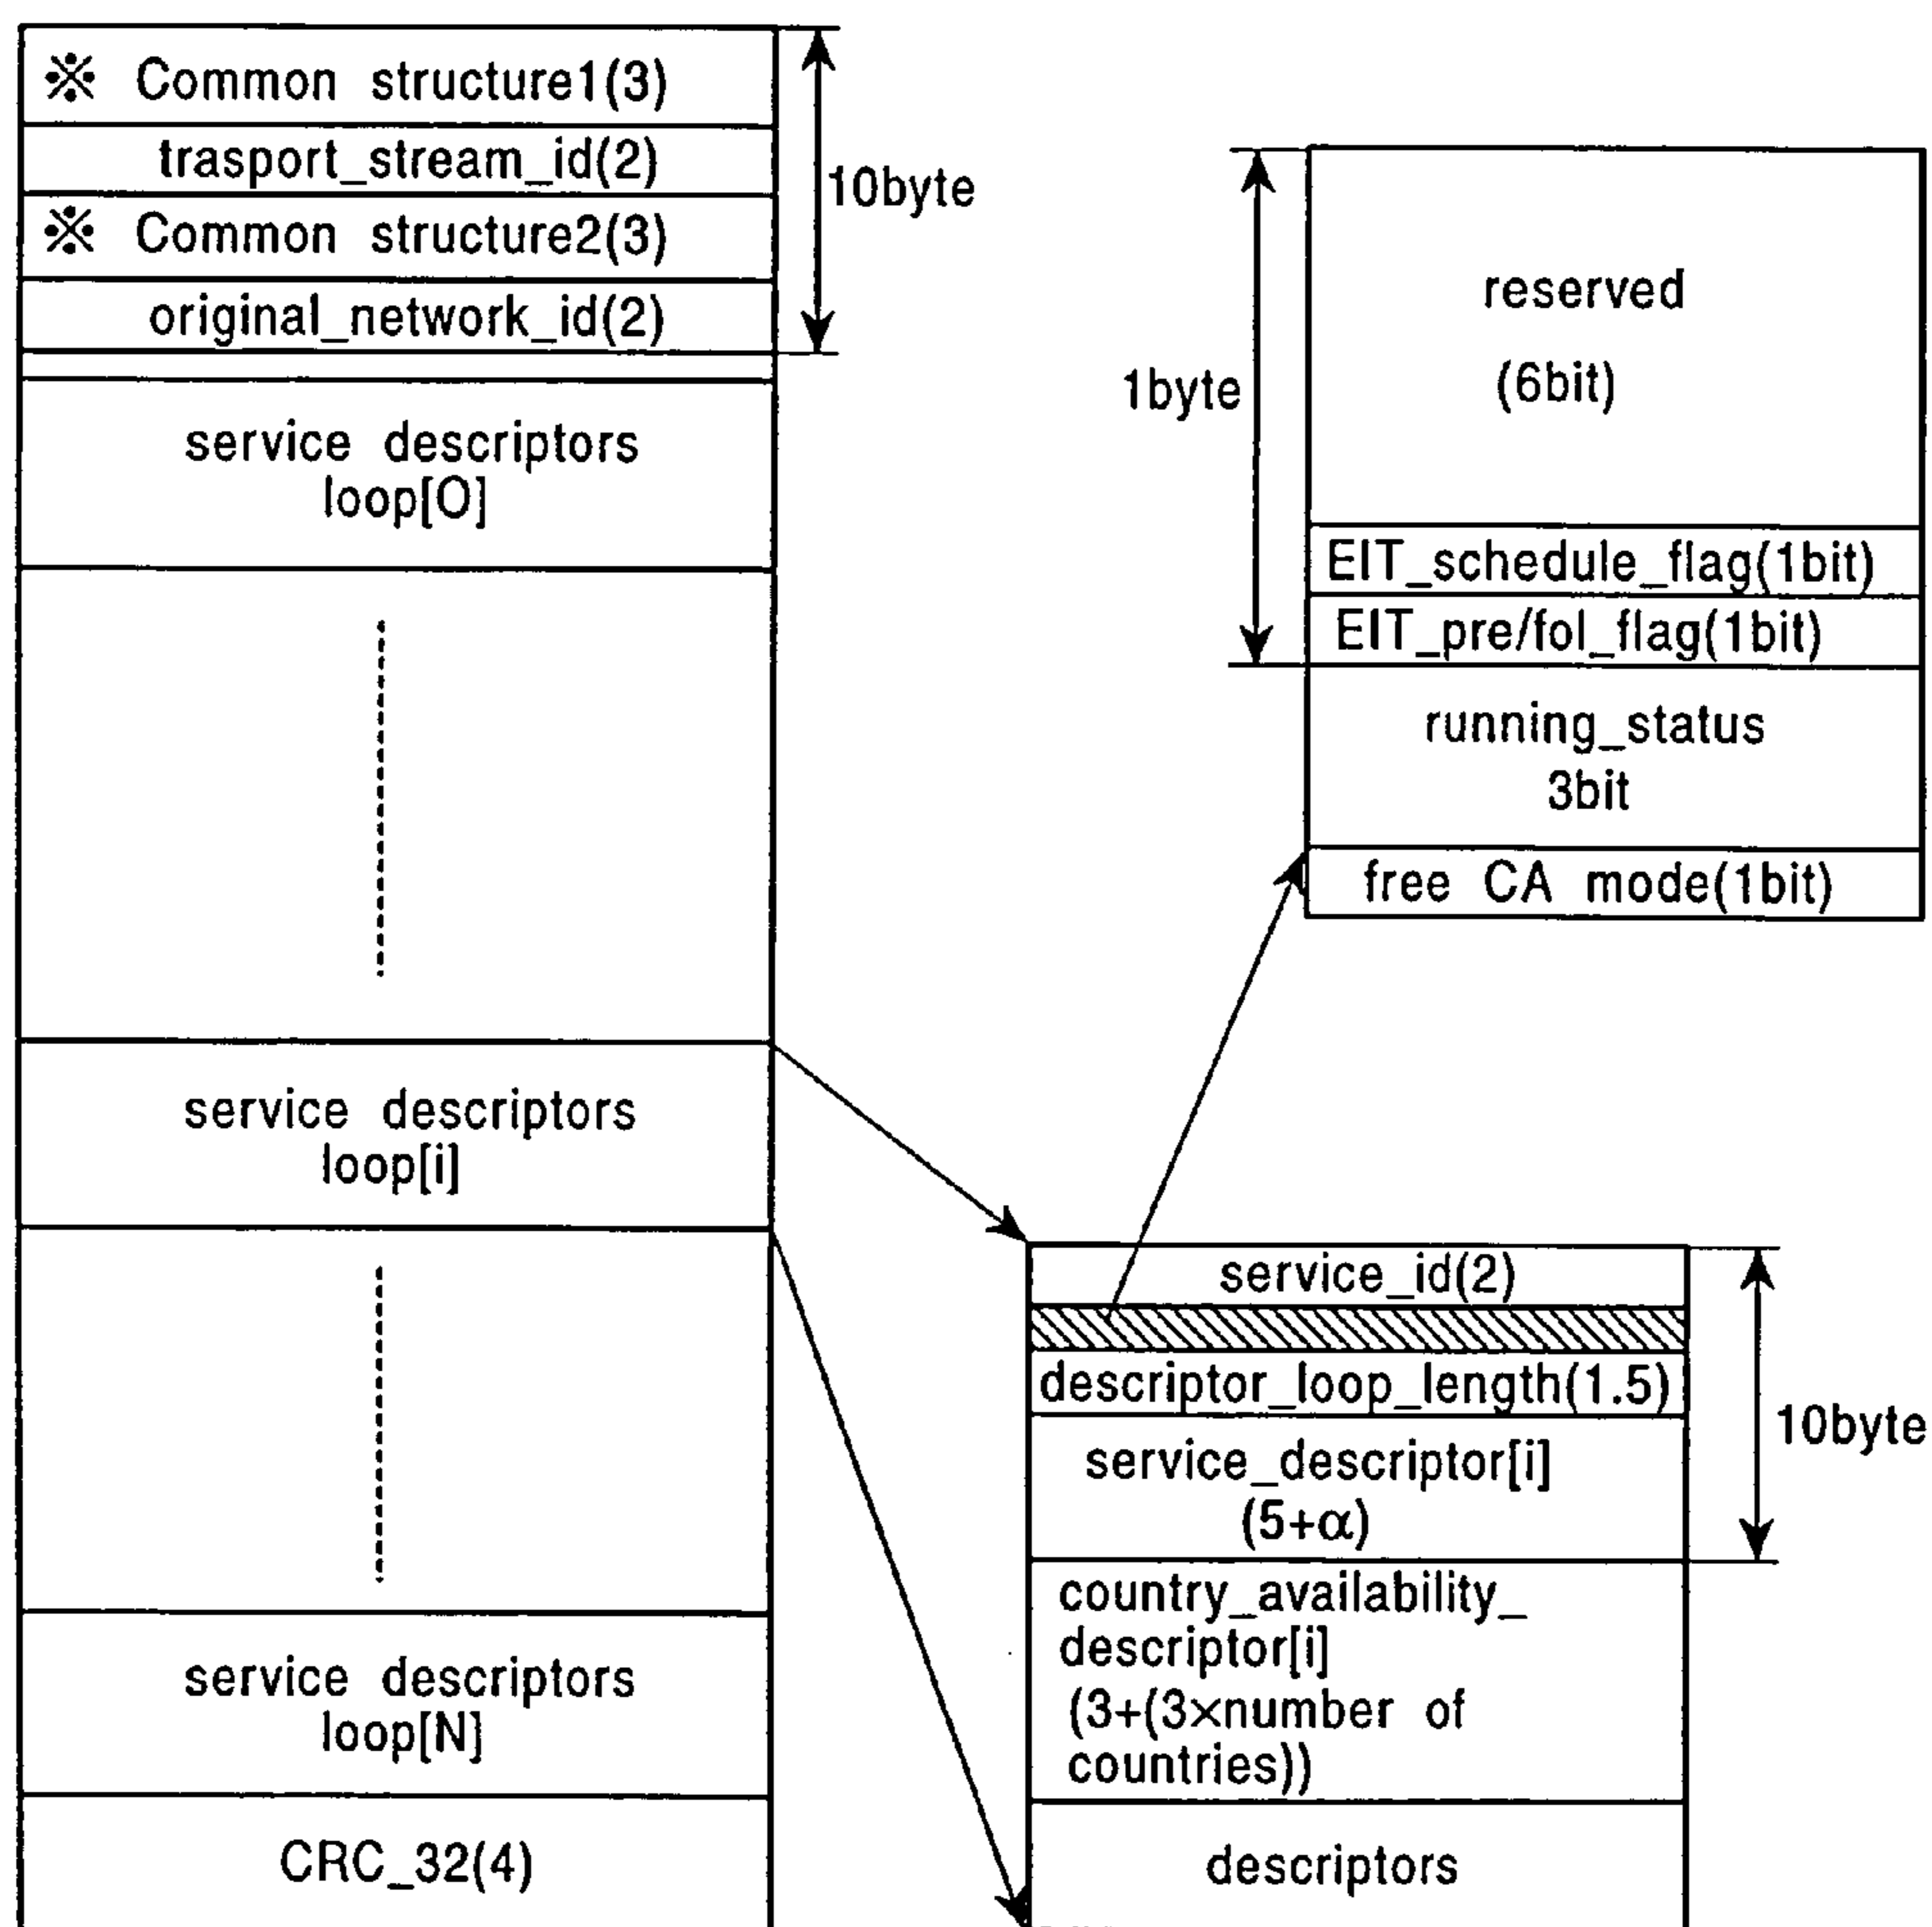 ※ Common structure1(3)
trasport_stream_id(2)
※ Common structure2(3)
original_network_id(2)
10byte
service descriptors
loop[O]
service descriptors
loop[i]
service descriptors
loop[N]
CRC_32(4)
1byte
reserved
(6bit)
EIT_schedule_flag(1bit)
EIT_pre/fol_flag(1bit)
running_status
3bit
free CA mode(1bit)
service_id(2)
descriptor_loop_length(1.5)
service_descriptor[i]
(5+α)
10byte
country_availability_
descriptor[i]
(3+(3×number of
countries))
descriptors